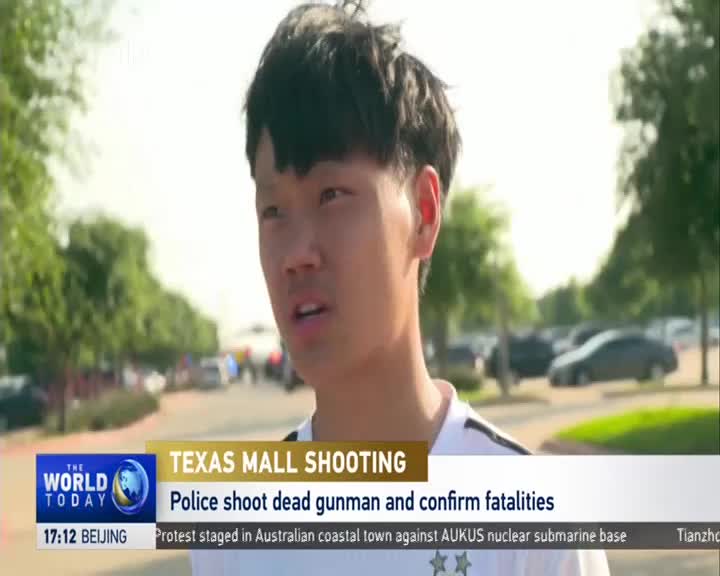 TEXAS MALL SHOOTING
THE
WORLD
TODAY
Police shoot dead gunman and confirm fatalities
17:12 BEIJING
Protest staged in Australian coastal town against AUKUS nuclear submarine base